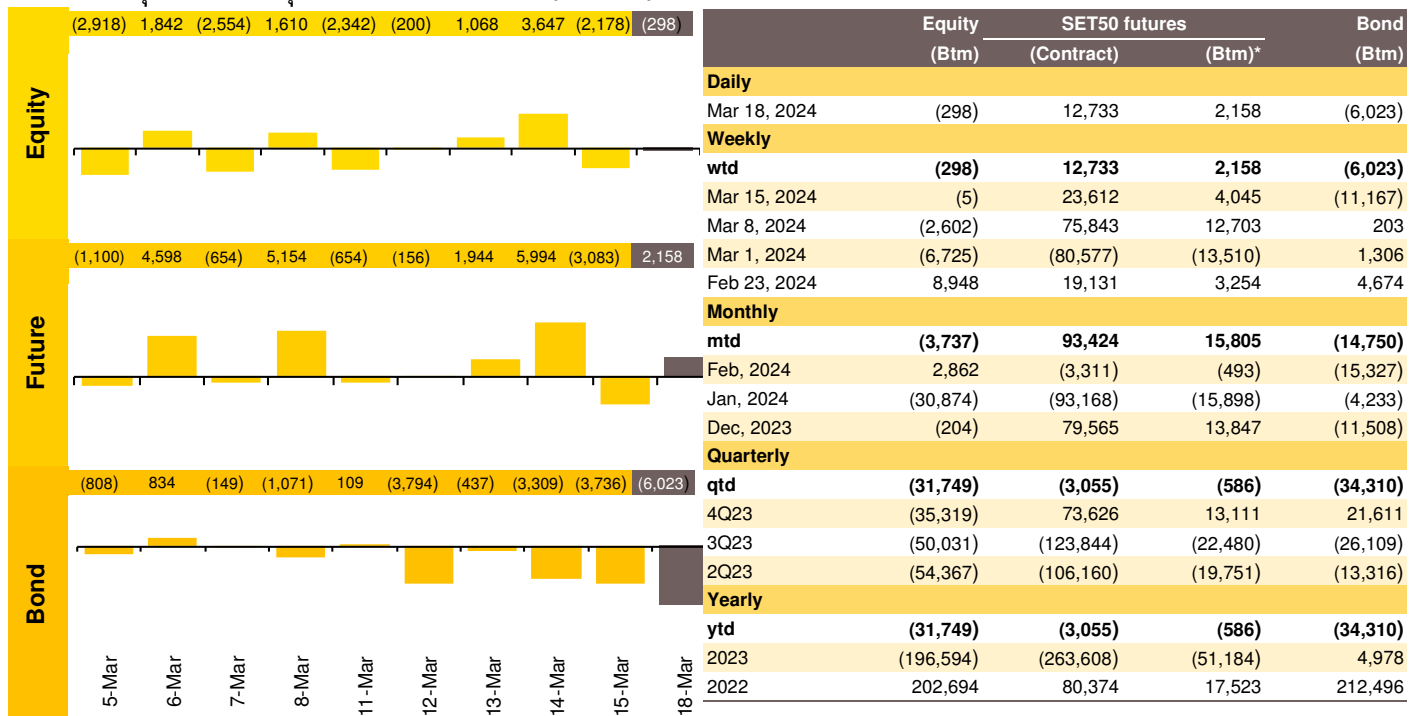 Equity
(2,918) 1,842 (2,554) 1,610 (2,342) (200) 1,068 3,647 (2,178) (298)
Future
(1,100) 4,598 (654) 5,154 (654) (156) 1,944 5,994 (3,083) 2,158
Bond
(808) 834 (149) (1,071) 109 (3,794) (437) (3,309) (3,736) (6,023)
5-Mar 6-Mar 7-Mar 8-Mar 11-Mar 12-Mar 13-Mar 14-Mar 15-Mar 18-Mar
Equity SET50 futures Bond
(Btm) (Contract) (Btm)* (Btm)
Daily
Mar 18, 2024 (298) 12,733 2,158 (6,023)
Weekly
wtd (298) 12,733 2,158 (6,023)
Mar 15, 2024 (5) 23,612 4,045 (11,167)
Mar 8, 2024 (2,602) 75,843 12,703 203
Mar 1, 2024 (6,725) (80,577) (13,510) 1,306
Feb 23, 2024 8,948 19,131 3,254 4,674
Monthly
mtd (3,737) 93,424 15,805 (14,750)
Feb, 2024 2,862 (3,311) (493) (15,327)
Jan, 2024 (30,874) (93,168) (15,898) (4,233)
Dec, 2023 (204) 79,565 13,847 (11,508)
Quarterly
qtd (31,749) (3,055) (586) (34,310)
4Q23 (35,319) 73,626 13,111 21,611
3Q23 (50,031) (123,844) (22,480) (26,109)
2Q23 (54,367) (106,160) (19,751) (13,316)
Yearly
ytd (31,749) (3,055) (586) (34,310)
2023 (196,594) (263,608) (51,184) 4,978
2022 202,694 80,374 17,523 212,496